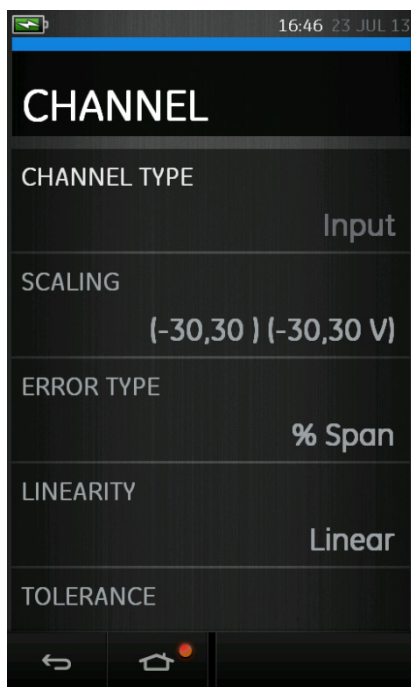 16:46 23 JUL 13
CHANNEL
CHANNEL TYPE
Input
SCALING
(-30,30 ) (-30,30 V)
ERROR TYPE
% Span
LINEARITY
Linear
TOLERANCE